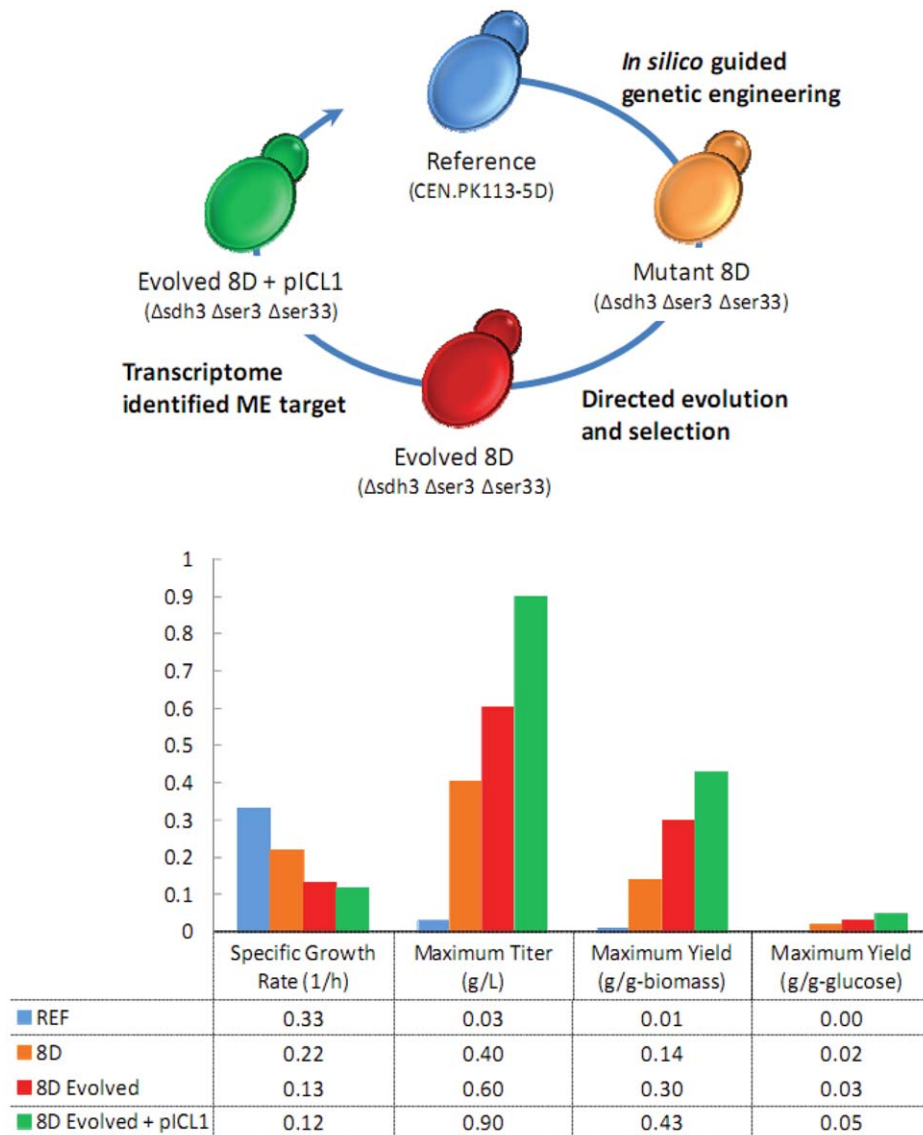 In silico guided
genetic engineering
Reference
(CEN.PK113-5D)
Evolved 8D + pICL1
(Δsdh3 Δser3 Δser33)
Mutant 8D
(Δsdh3 Δser3 Δser33)
Transcriptome
identified ME target
Directed evolution
and selection
Evolved 8D
(Δsdh3 Δser3 Δser33)
1
0.9
0.8
0.7
0.6
0.5
0.4
0.3
0.2
0.1
0
Specific Growth Rate (1/h) Maximum Titer (g/L) Maximum Yield (g/g-biomass) Maximum Yield (g/g-glucose)
REF 0.33 0.03 0.01 0.00
8D 0.22 0.40 0.14 0.02
8D Evolved 0.13 0.60 0.30 0.03
8D Evolved + pICL1 0.12 0.90 0.43 0.05